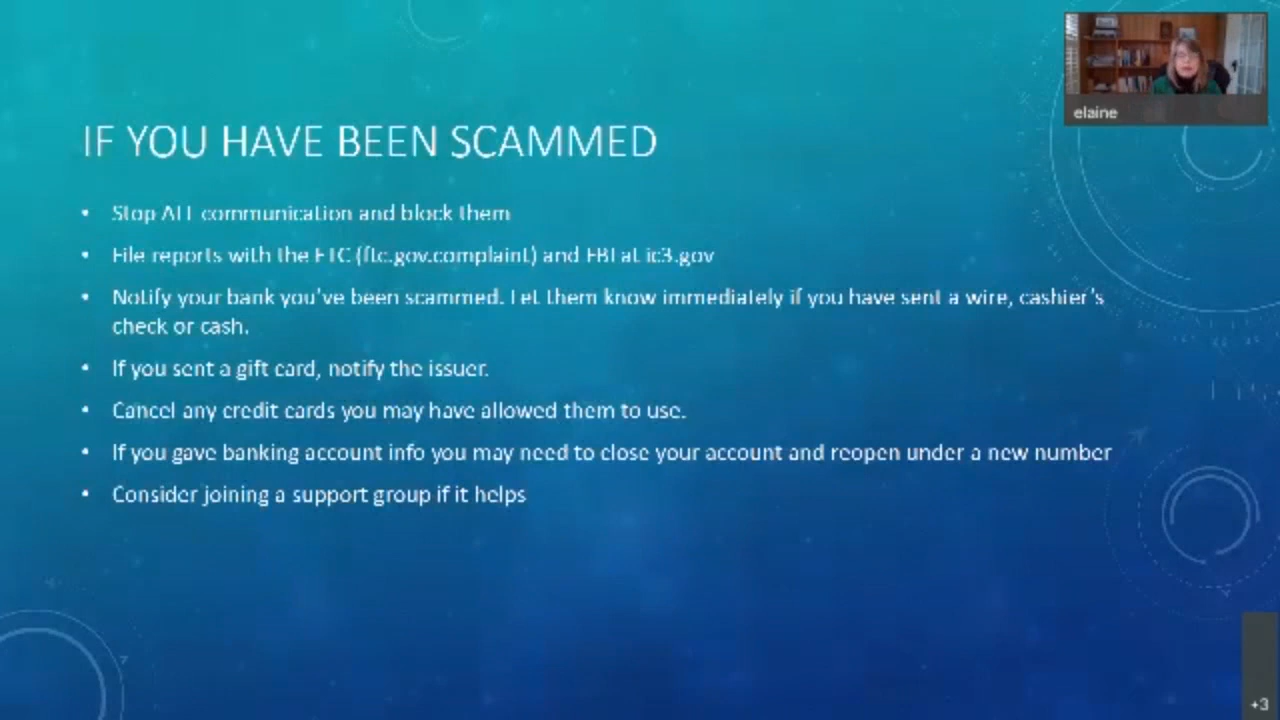 IF YOU HAVE BEEN SCAMMED
• Stop ALL communication and block them
• File reports with the FTC (ftc.gov.complaint) and FBI at ic3.gov
• Notify your bank you've been scammed. Let them know immediately if you have sent a wire, cashier's
check or cash.
• If you sent a gift card, notify the issuer.
• Cancel any credit cards you may have allowed them to use.
• If you gave banking account info you may need to close your account and reopen under a new number
• Consider joining a support group if it helps
elaine
+3